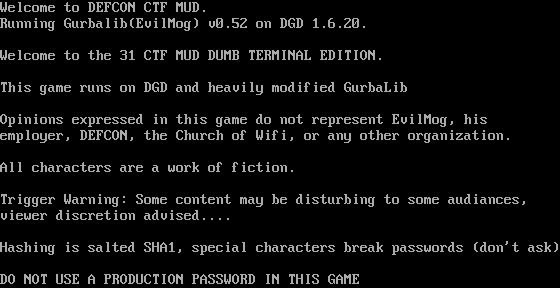 Welcome to DEFCON CTF MUD.
Running Gurbalib(EvilMog) v0.52 on DGD 1.6.20.
Welcome to the 31 CTF MUD DUMB TERMINAL EDITION.
This game runs on DGD and heavily modified GurbaLib
Opinions expressed in this game do not represent EvilMog, his
employer, DEFCON, the Church of Wifi, or any other organization.
All characters are a work of fiction.
Trigger Warning: Some content may be disturbing to some audiences,
viewer discretion advised....
Hashing is salted SHA1, special characters break passwords (don't ask)
DO NOT USE A PRODUCTION PASSWORD IN THIS GAME